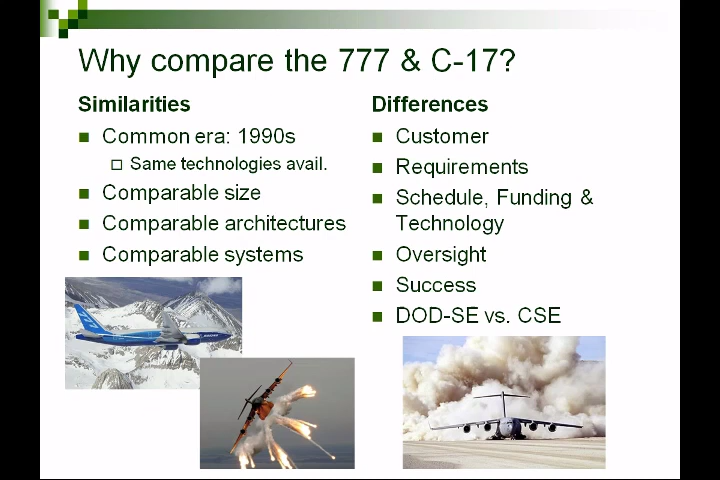 Why compare the 777 & C-17?
Similarities
Common era: 1990s
Same technologies avail.
Comparable size
Comparable architectures
Comparable systems
Differences
Customer
Requirements
Schedule, Funding &
Technology
Oversight
Success
DOD-SE vs. CSE